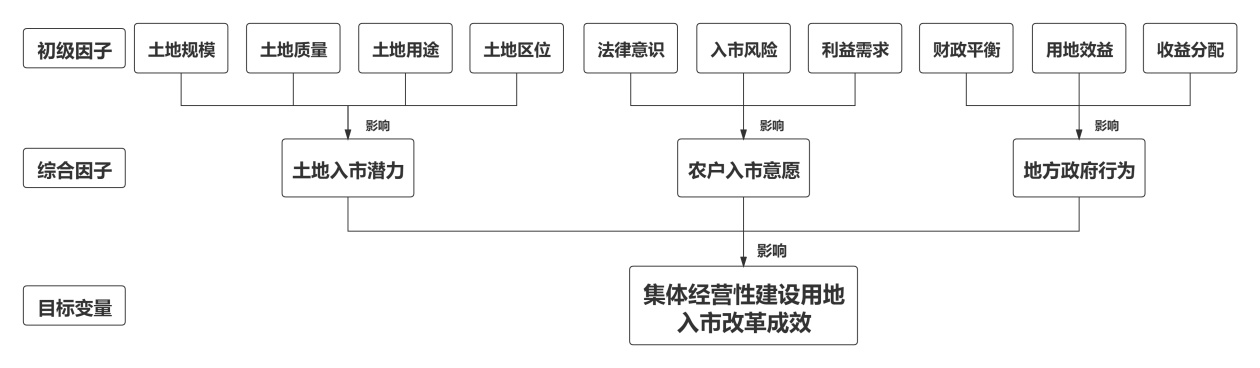 初级因子
土地规模
土地质量
土地用途
土地区位
法律意识
入市风险
利益需求
财政平衡
用地效益
收益分配
影响
影响
影响
综合因子
土地入市潜力
农户入市意愿
地方政府行为
影响
目标变量
集体经营性建设用地
入市改革成效